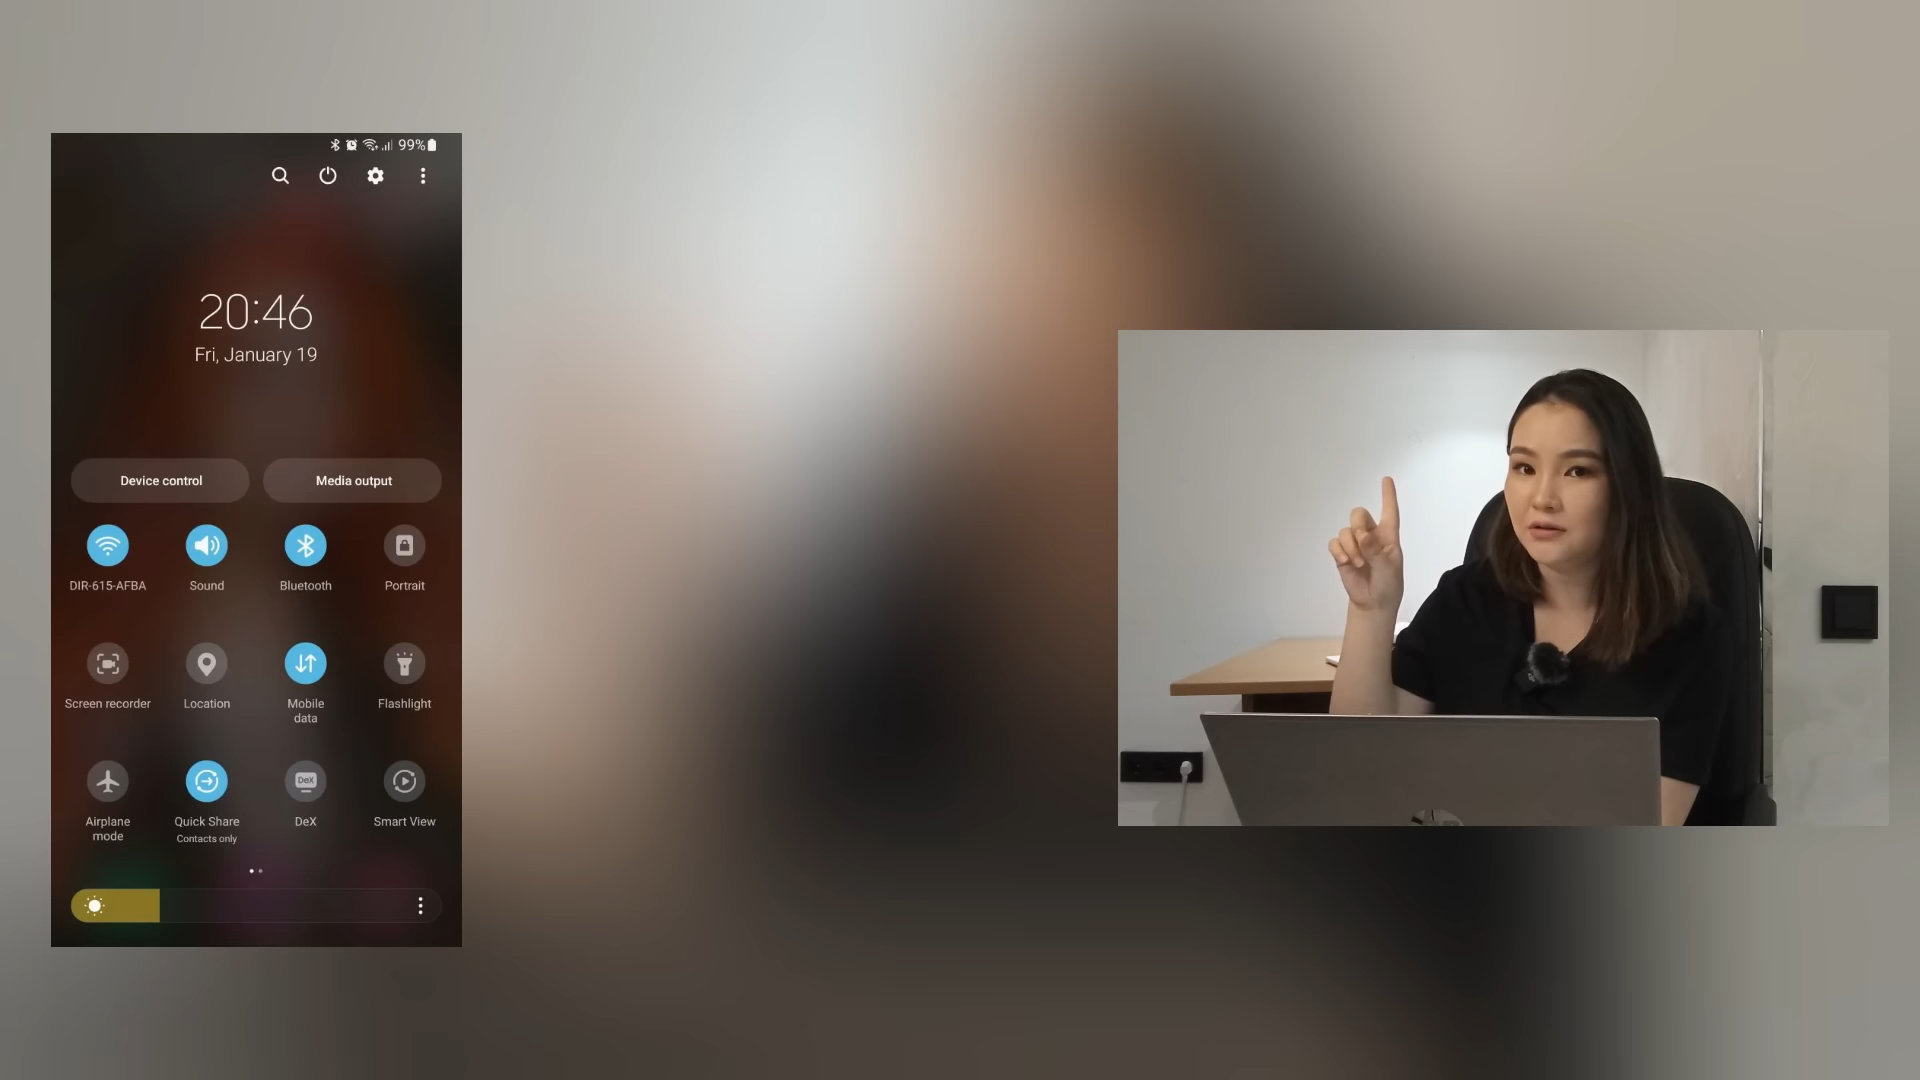 99%
20:46
Fri, January 19
Device control
Media output
DIR-615-AFBA
Sound
Bluetooth
Portrait
Screen recorder
Location
Mobile
data
Flashlight
Airplane
mode
Quick Share
Contacts only
DeX
DeX
Smart View